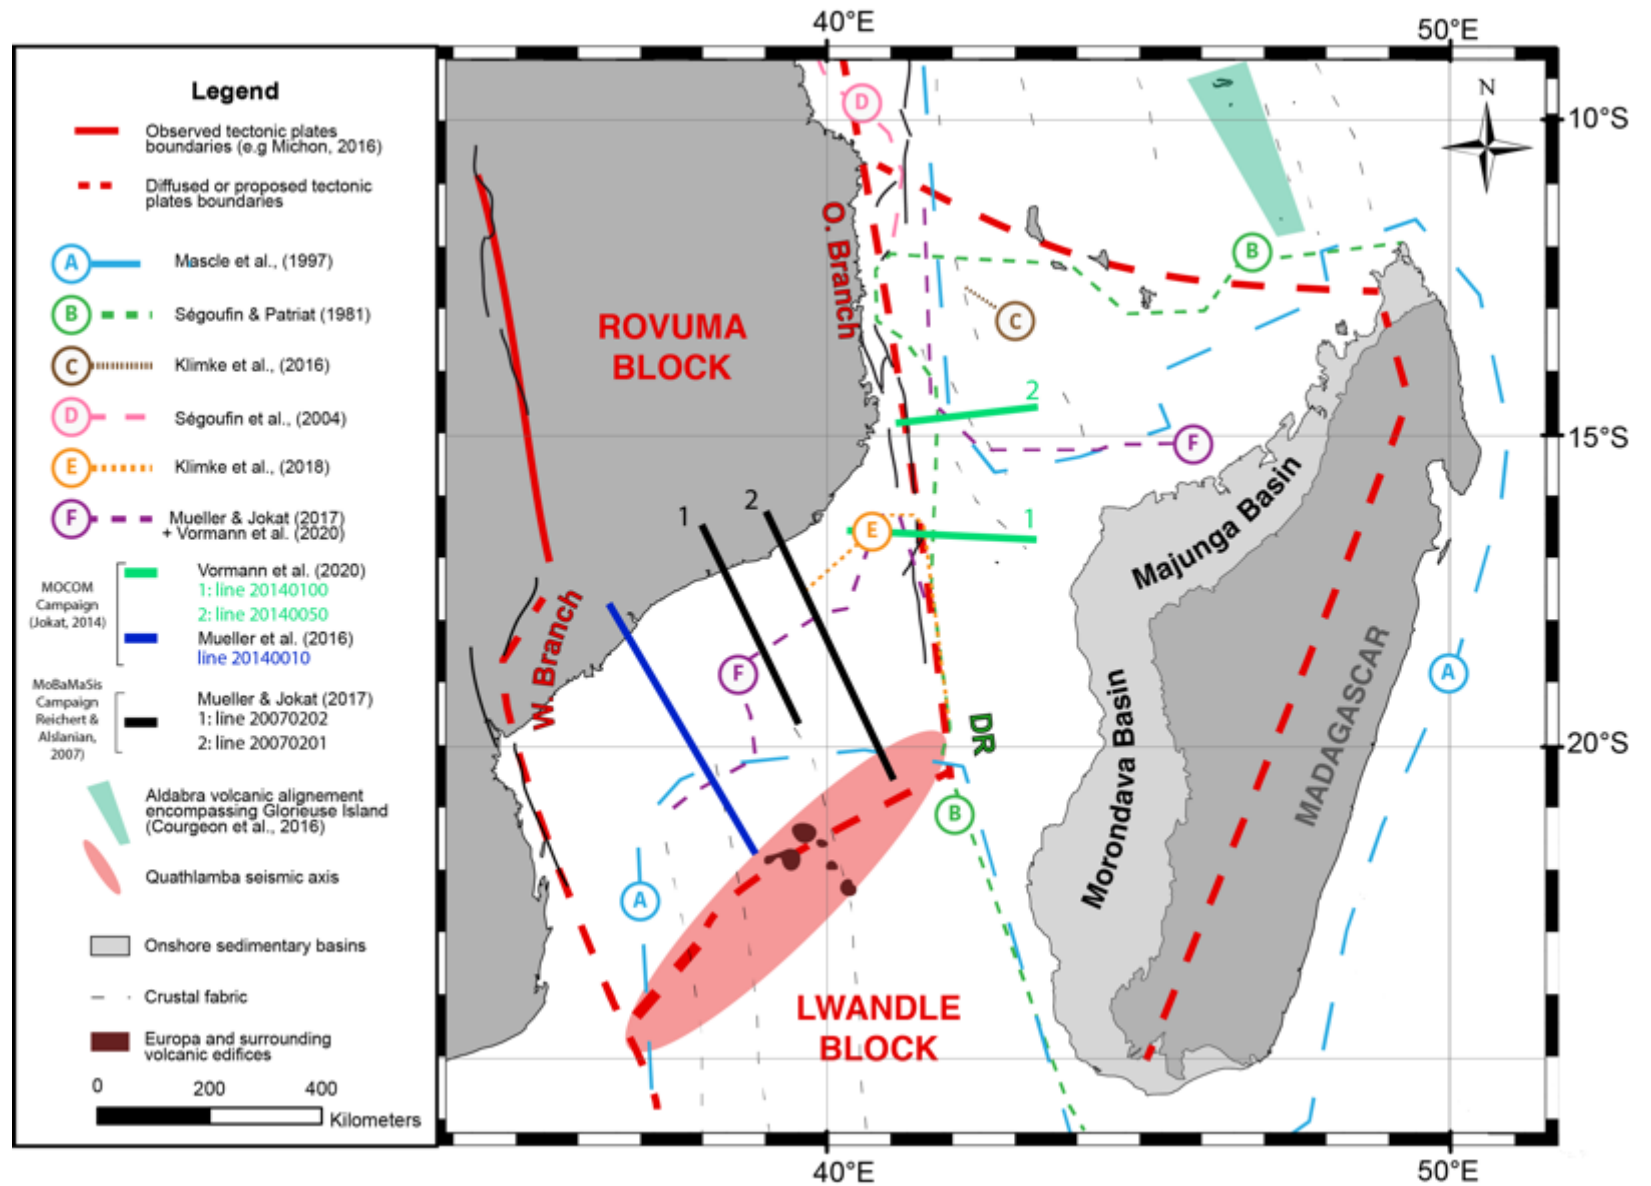 40°E
50°E
Legend
Observed tectonic plates
boundaries (e.g Michon, 2016)
Diffused or proposed tectonic
plates boundaries
A
Mascle et al., (1997)
B
Ségoufin & Patriat (1981)
C
Klimke et al., (2016)
D
Ségoufin et al., (2004)
E
Klimke et al., (2018)
F
Mueller & Jokat (2017)
+ Vormann et al. (2020)
MOCOM
Campaign
(Jokat, 2014)
Vormann et al. (2020)
1: line 20140100
2: line 20140050
Mueller et al. (2016)
line 20140010
MoBaMaSis
Campaign
Reichert &
Alslanian,
2007)
Mueller & Jokat (2017)
1: line 20070202
2: line 20070201
Aldabra volcanic alignement
encompassing Glorieuse Island
(Courgeon et al., 2016)
Quathlamba seismic axis
Onshore sedimentary basins
Crustal fabric
Europa and surrounding
volcanic edifices
0 200 400
Kilometers
D
N
10°S
O. Branch
B
ROVUMA
BLOCK
C
2
F
15°S
1
2
E
1
Majunga Basin
W. Branch
F
A
DR
20°S
Morondava Basin
MADAGASCAR
B
A
LWANDLE
BLOCK
40°E
50°E